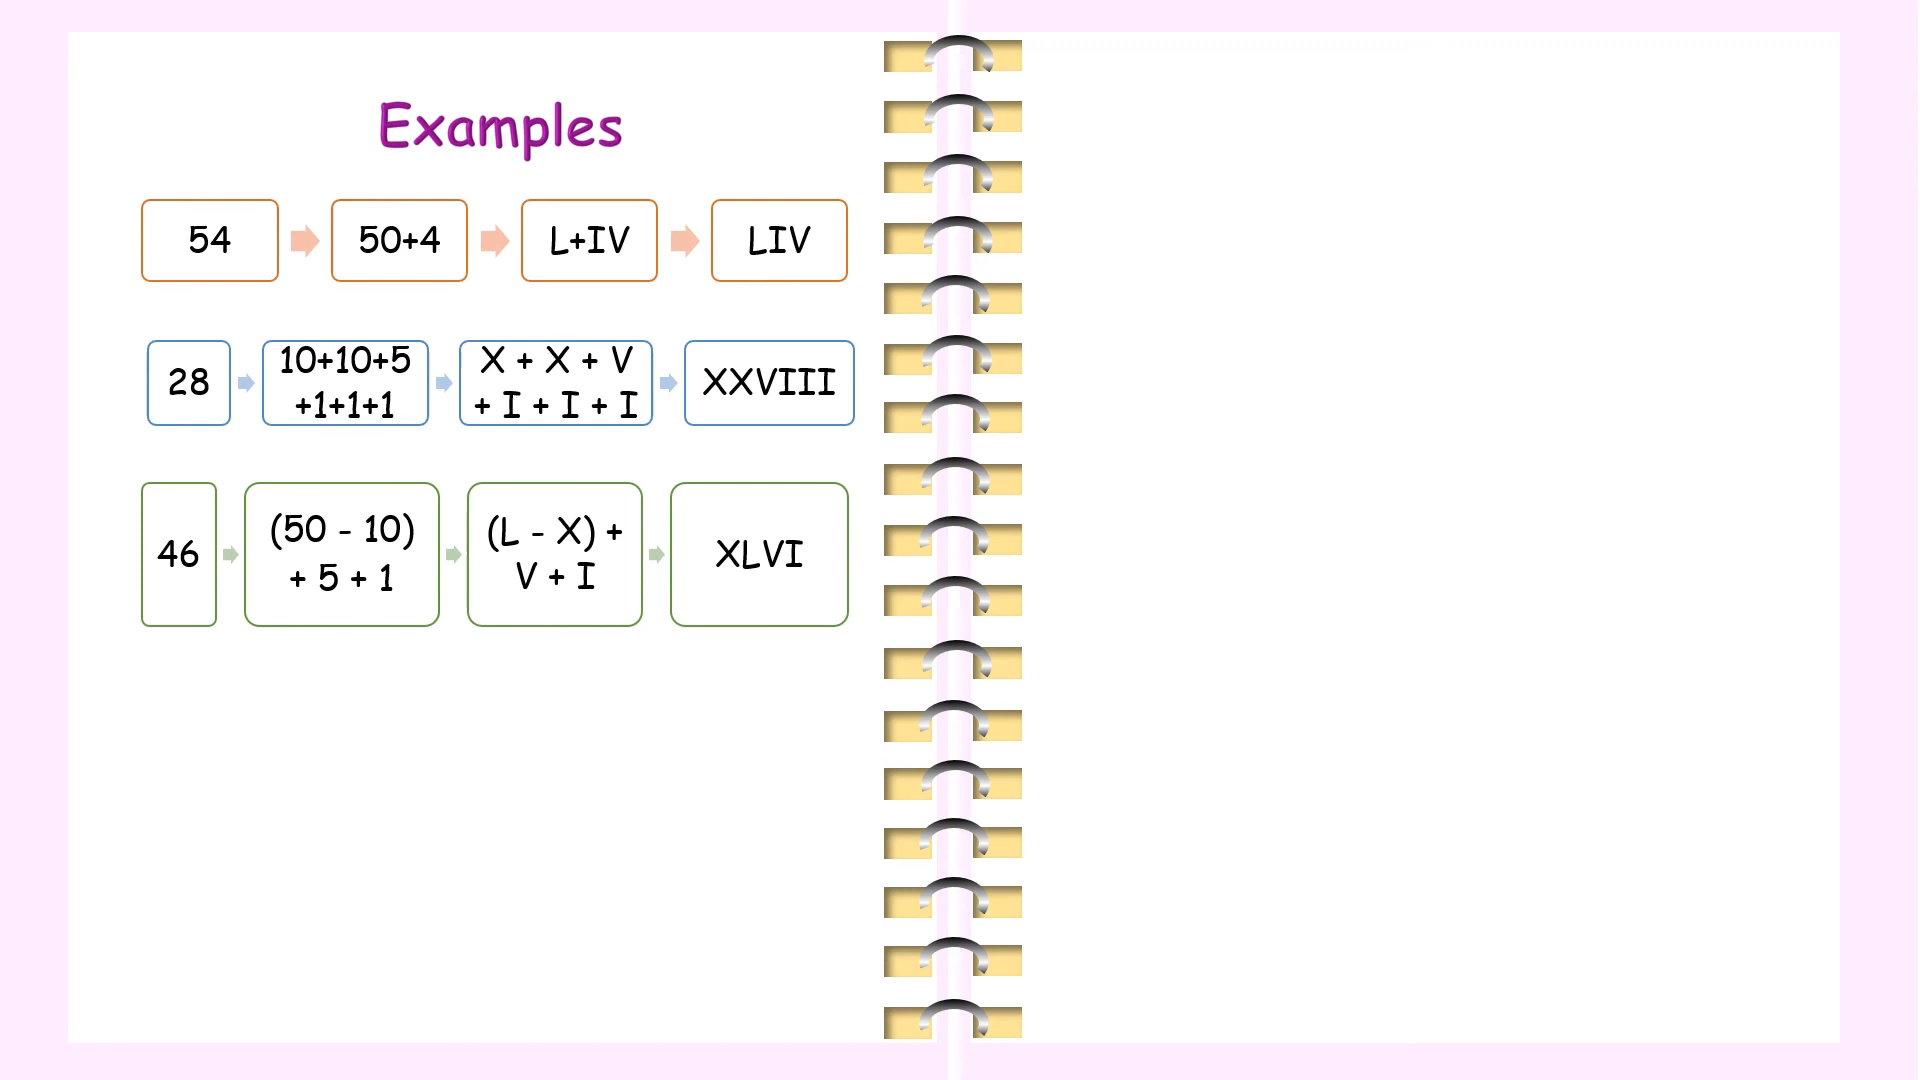 Examples
54
50+4
L+IV
LIV
28
10+10+5
+1+1+1
X + X + V
+ I + I + I
XXVIII
46
(50 - 10)
+ 5 + 1
(L - X) +
V + I
XLVI